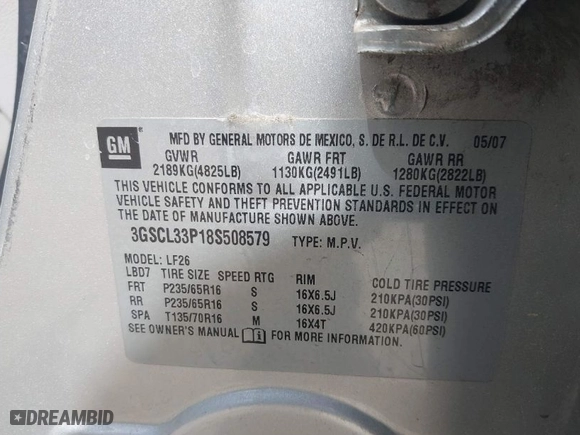 GM
MFD BY GENERAL MOTORS DE MEXICO, S. DE R.L. DE C.V. 05/07
GVWR GAWR FRT GAWR RR
2189KG(4825LB) 1130KG(2491LB) 1280KG(2822LB)
THIS VEHICLE CONFORMS TO ALL APPLICABLE U.S. FEDERAL MOTOR
VEHICLE SAFETY AND THEFT PREVENTION STANDARDS IN EFFECT ON
THE DATE OF MANUFACTURE SHOWN ABOVE.
3GSCL33P18S508579 TYPE: M.P.V.
MODEL: LF26
LBD7 TIRE SIZE SPEED RTG RIM COLD TIRE PRESSURE
FRT P235/65R16 S 16X6.5J 210KPA(30PSI)
RR P235/65R16 S 16X6.5J 210KPA(30PSI)
SPA T135/70R16 M 16X4T 420KPA(60PSI)
SEE OWNER'S MANUAL FOR MORE INFORMATION.
DREAMBID